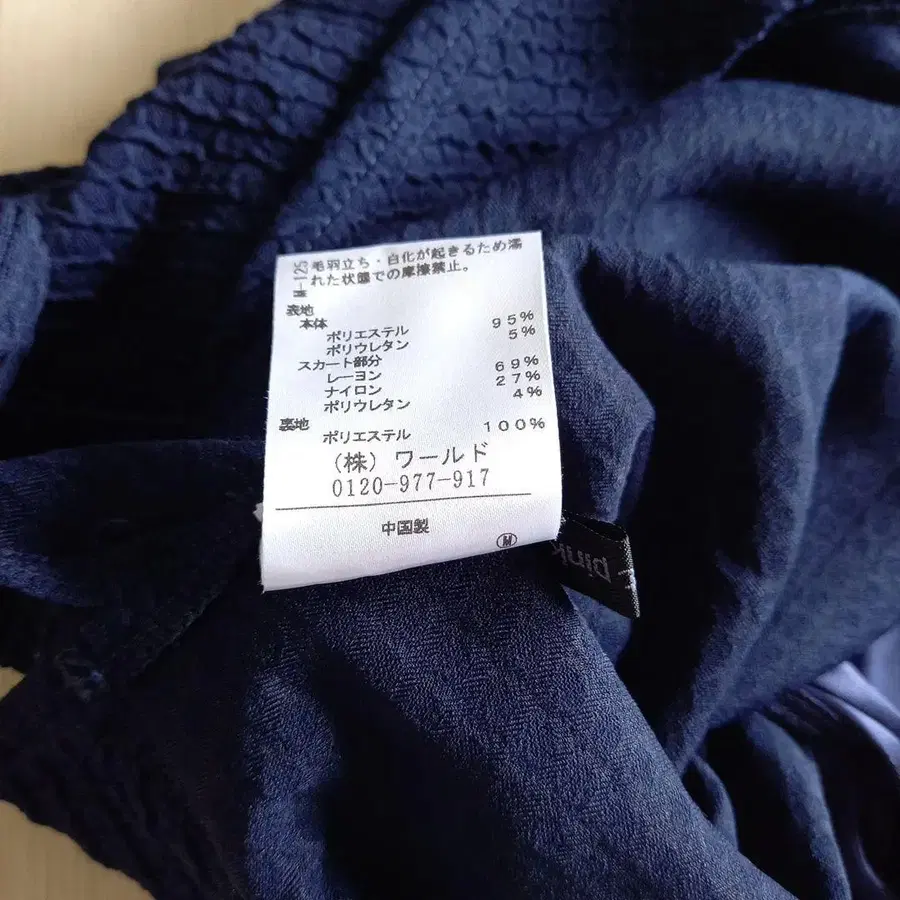 M-125
毛羽立ち・白化が起きるため濡
れた状態での摩擦禁止。
表地
本体
ポリエステル 95%
ポリウレタン 5%
スカート部分
レーヨン 69%
ナイロン 27%
ポリウレタン 4%
裏地
ポリエステル 100%
(株)ワールド
0120-977-917
中国製
M
pink